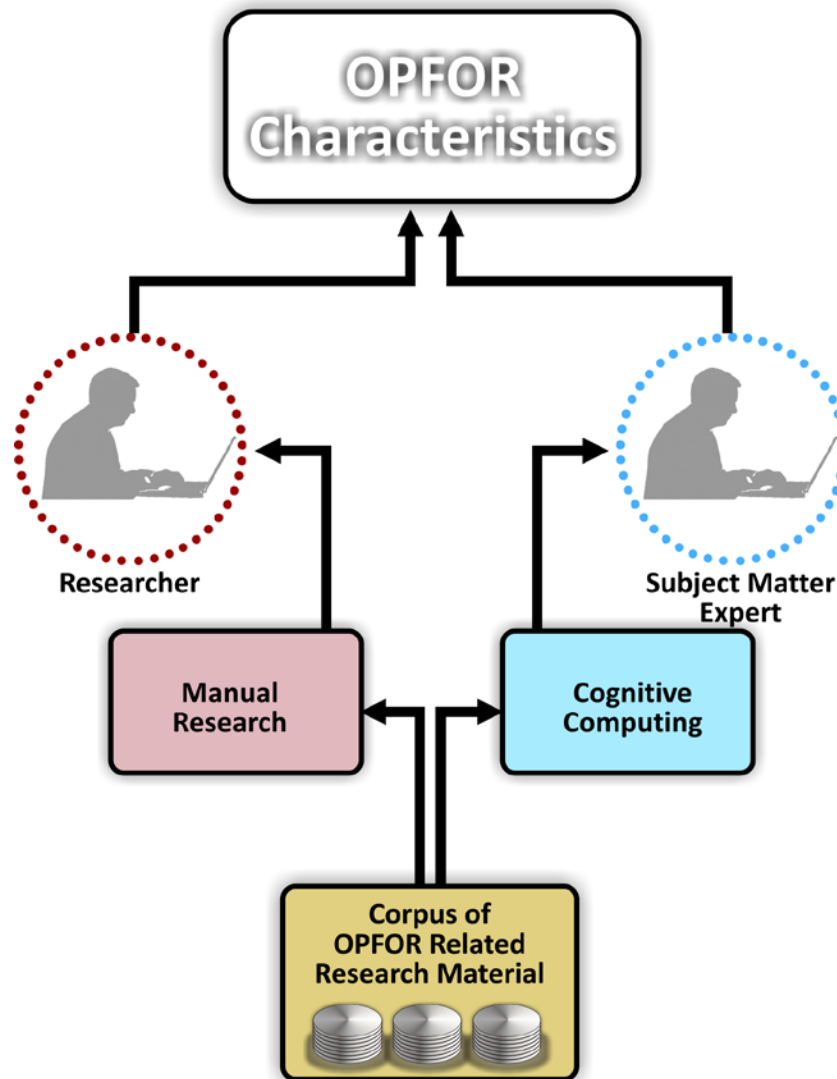 OPFOR
Characteristics
Researcher
Subject Matter
Expert
Manual
Research
Cognitive
Computing
Corpus of
OPFOR Related
Research Material